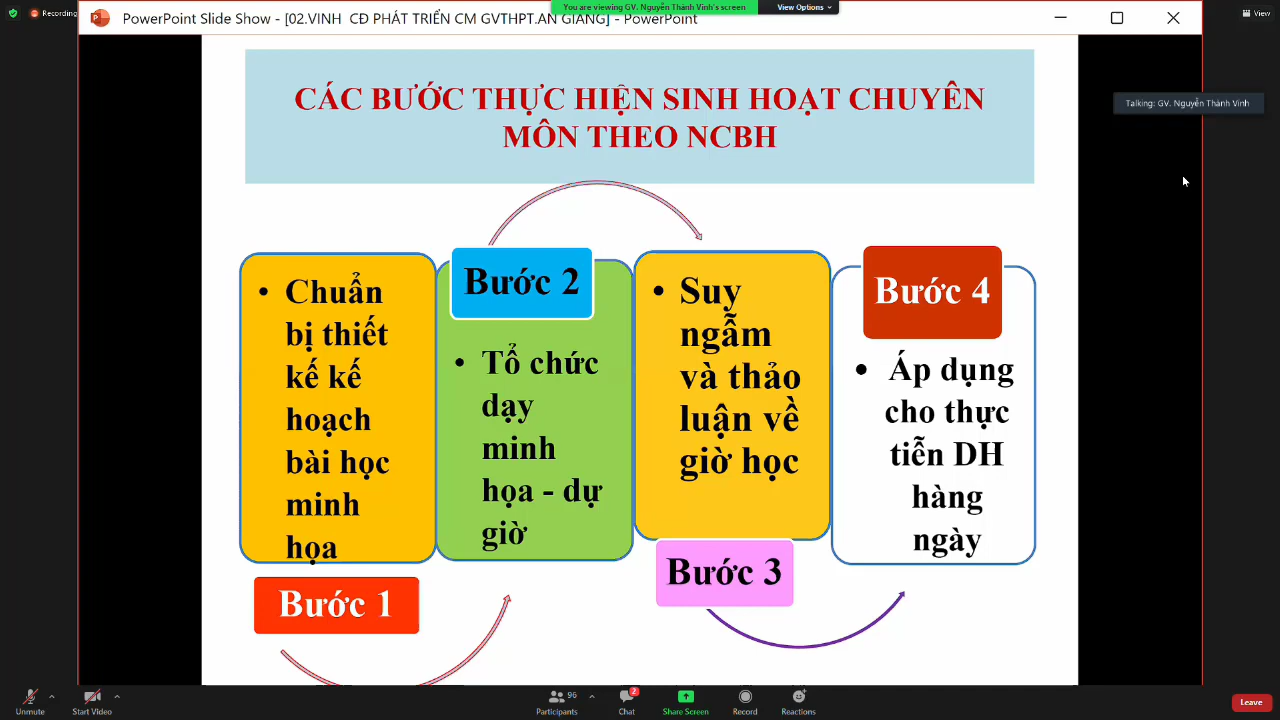 PowerPoint Slide Show - [02.VINH CĐ PHÁT TRIỂN CM GVTHPT.AN GIANG] - PowerPoint
You are viewing GV. Nguyễn Thành Vinh's screen
View Options
Recording
View
Talking: GV. Nguyễn Thành Vinh
CÁC BƯỚC THỰC HIỆN SINH HOẠT CHUYÊN
MÔN THEO NCBH
• Chuẩn
bị thiết
kế kế
hoạch
bài học
minh
họa
Bước 1
Bước 2
• Tổ chức
dạy
minh
họa - dự
giờ
• Suy
ngẫm
và thảo
luận về
giờ học
Bước 3
Bước 4
• Áp dụng
cho thực
tiễn DH
hàng
ngày
Unmute
Start Video
Participants
96
Chat
2
Share Screen
Record
Reactions
Leave